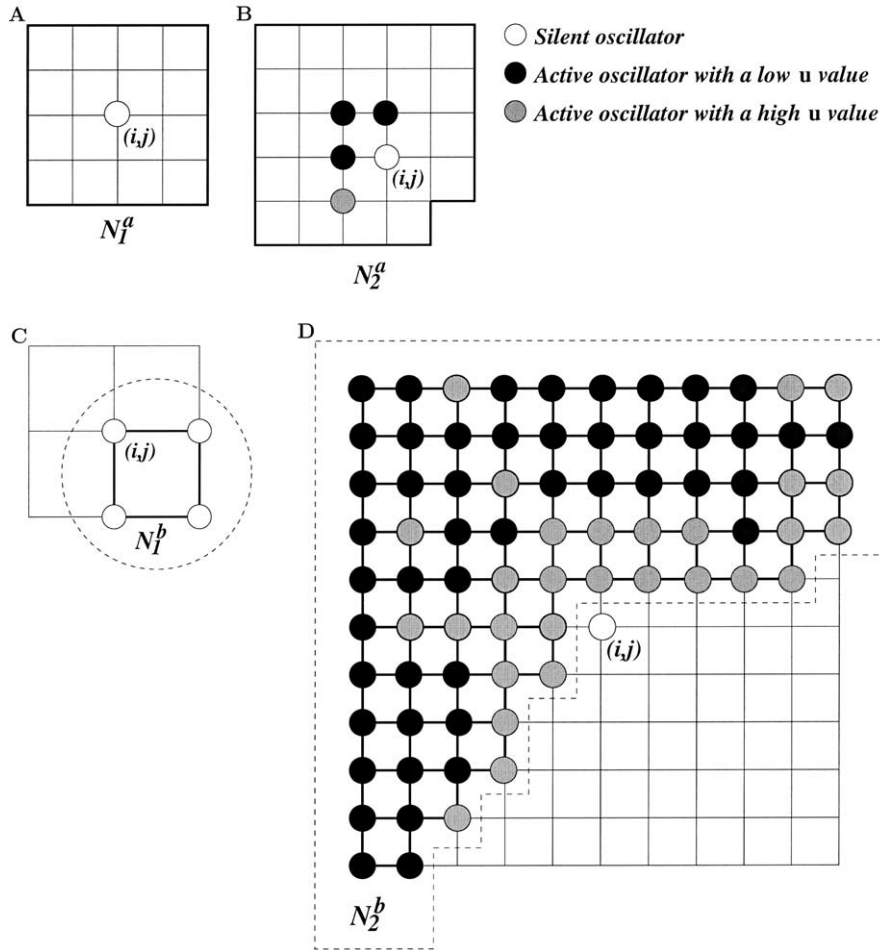 A
B
Silent oscillator
Active oscillator with a low u value
Active oscillator with a high u value
(i,j)
(i,j)
N₁ᵃ
N₂ᵃ
C
D
(i,j)
N₁ᵇ
(i,j)
N₂ᵇ